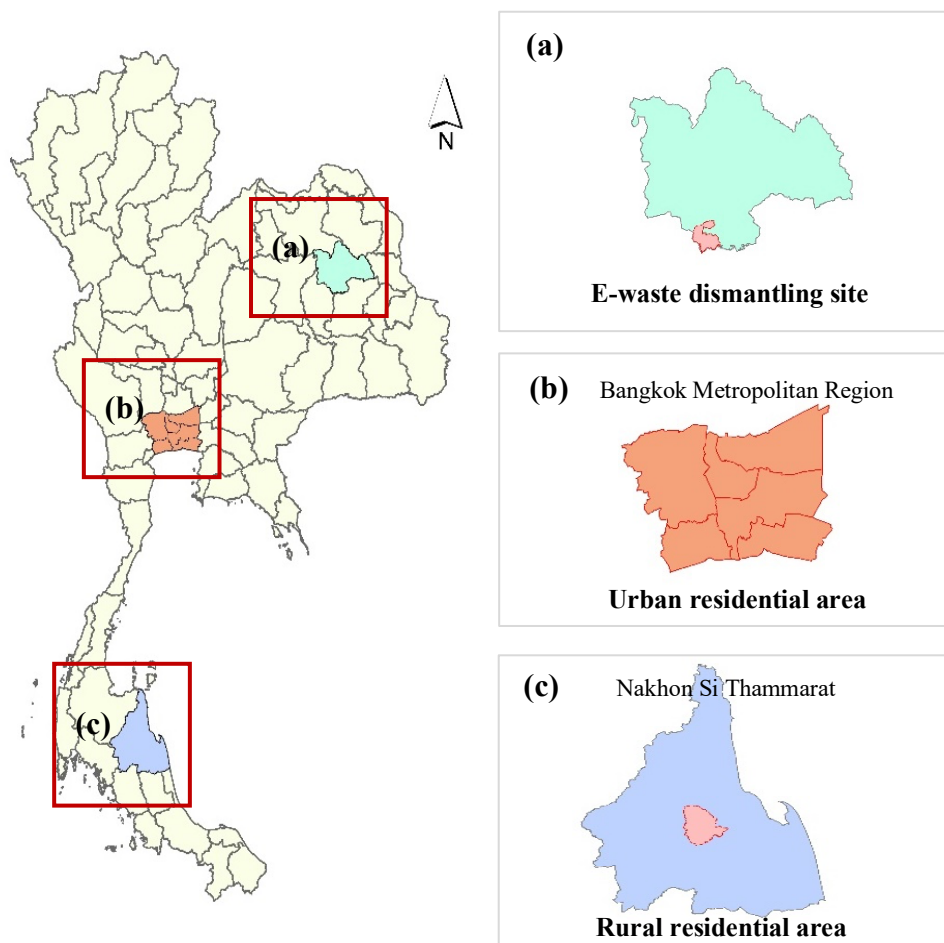 N
(a)
(b)
(c)
(a)
E-waste dismantling site
(b)
Bangkok Metropolitan Region
Urban residential area
(c)
Nakhon Si Thammarat
Rural residential area